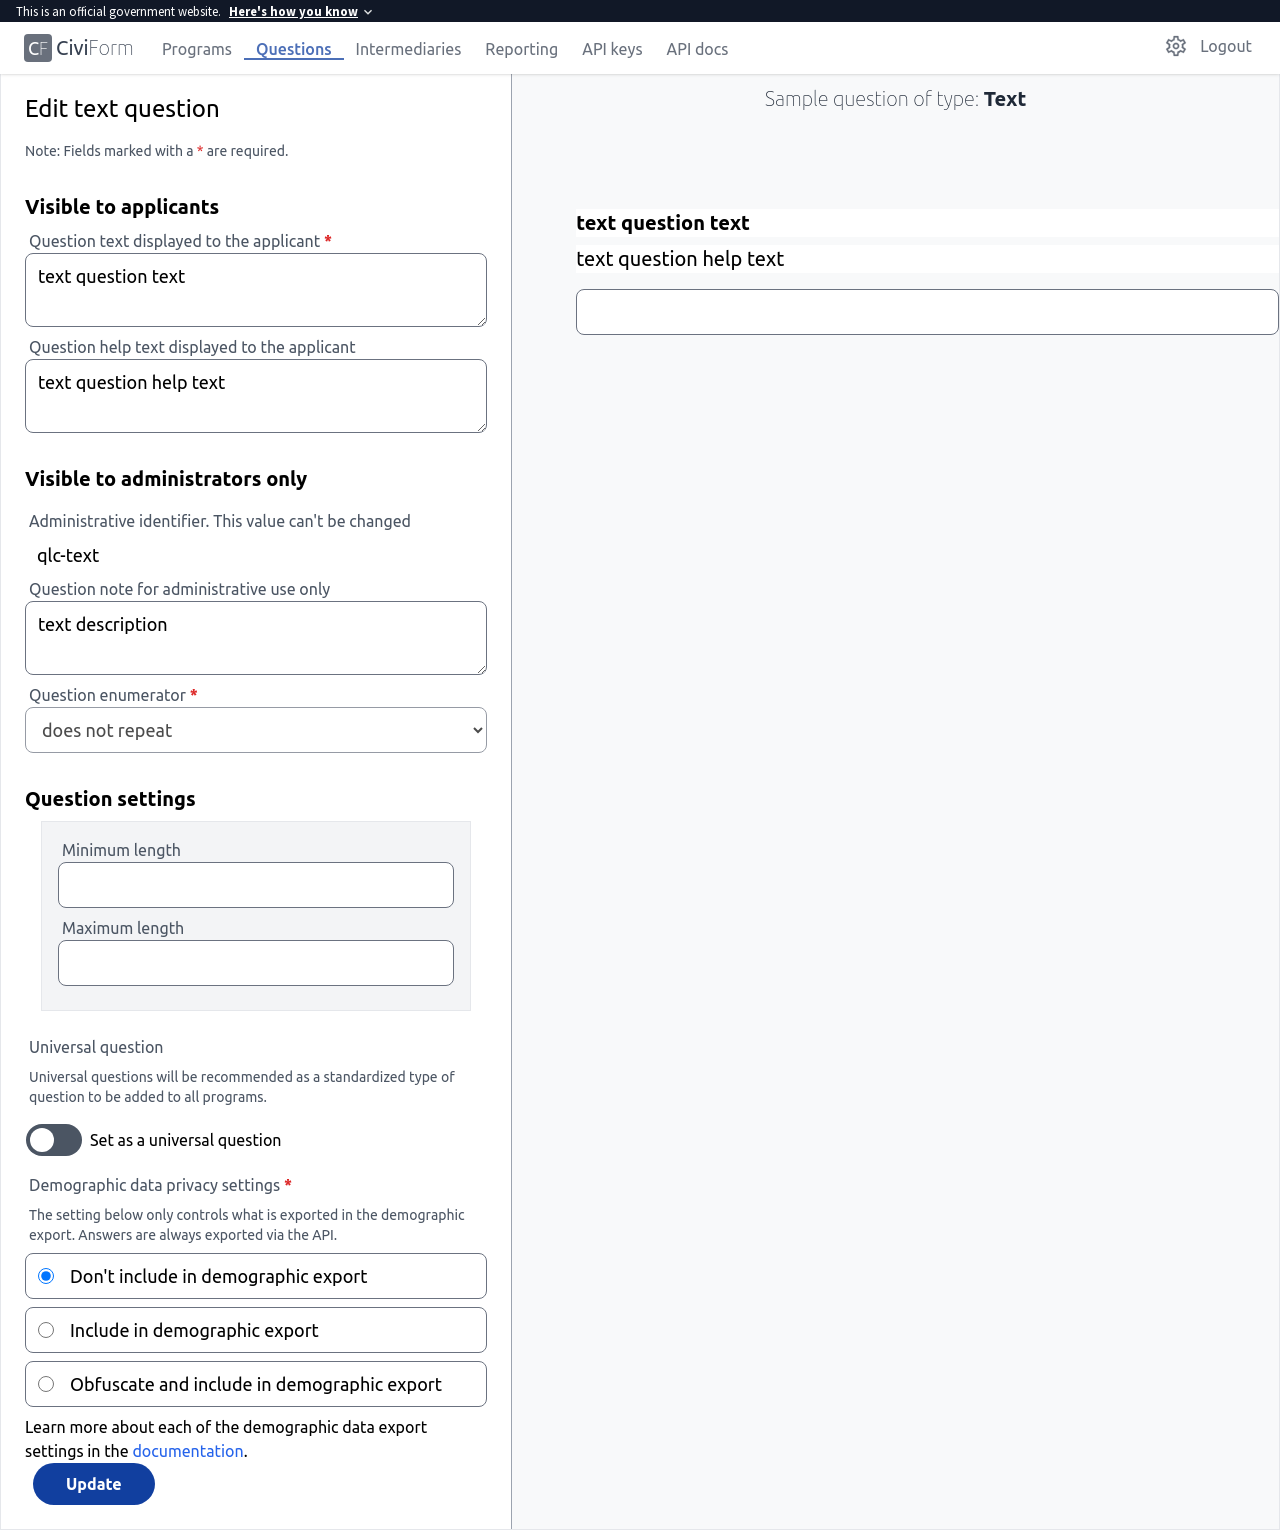 This is an official government website. Here's how you know
CF CiviForm Programs Questions Intermediaries Reporting API keys API docs Logout
Edit text question
Note: Fields marked with a * are required.
Visible to applicants
Question text displayed to the applicant *
text question text
Question help text displayed to the applicant
text question help text
Visible to administrators only
Administrative identifier. This value can't be changed
qlc-text
Question note for administrative use only
text description
Question enumerator *
does not repeat
Question settings
Minimum length
Maximum length
Universal question
Universal questions will be recommended as a standardized type of
question to be added to all programs.
Set as a universal question
Demographic data privacy settings *
The setting below only controls what is exported in the demographic
export. Answers are always exported via the API.
Don't include in demographic export
Include in demographic export
Obfuscate and include in demographic export
Learn more about each of the demographic data export
settings in the documentation.
Update
Sample question of type: Text
text question text
text question help text